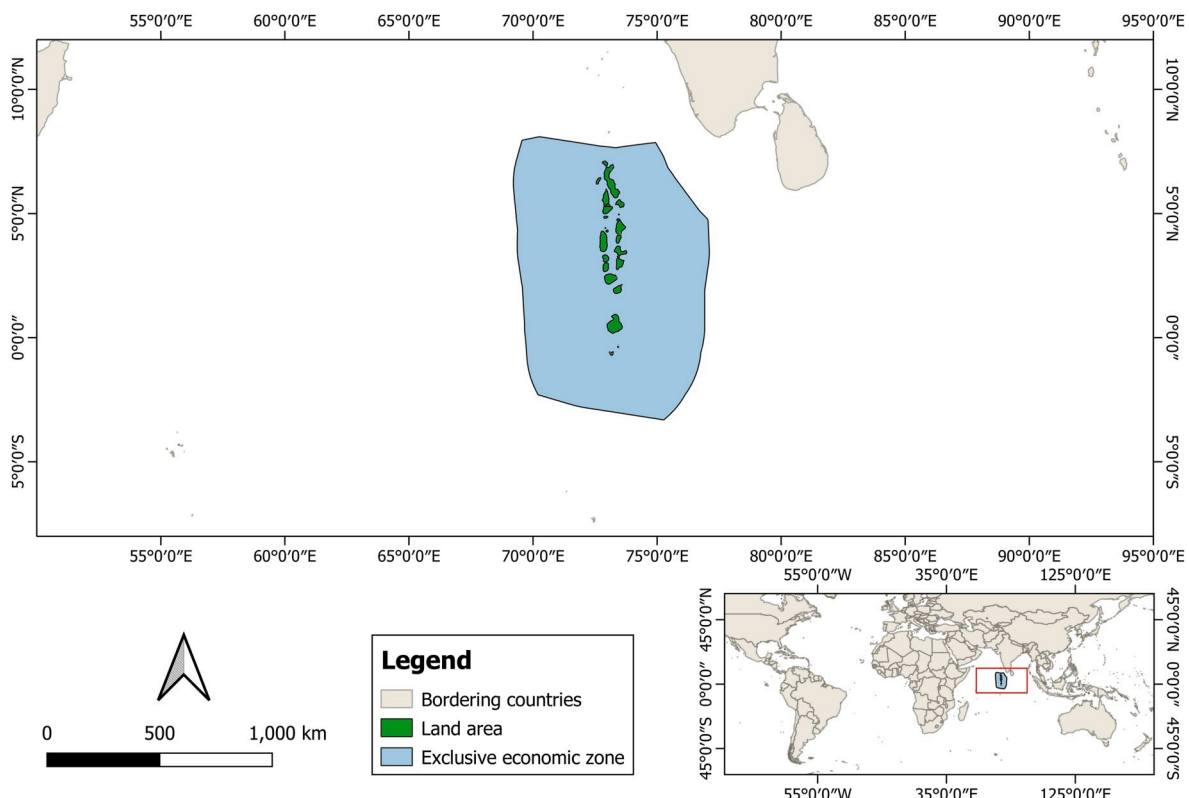 55°0′0″E 60°0′0″E 65°0′0″E 70°0′0″E 75°0′0″E 80°0′0″E 85°0′0″E 90°0′0″E 95°0′0″E
10°0′0″N 10°0′0″N
5°0′0″N 5°0′0″N
0°0′0″ 0°0′0″
5°0′0″S 5°0′0″S
55°0′0″E 60°0′0″E 65°0′0″E 70°0′0″E 75°0′0″E 80°0′0″E 85°0′0″E 90°0′0″E 95°0′0″E
55°0′0″W 35°0′0″E 125°0′0″E
45°0′0″N 45°0′0″N
0°0′0″ 0°0′0″
45°0′0″S 45°0′0″S
55°0′0″W 35°0′0″E 125°0′0″E
Legend
Bordering countries
Land area
Exclusive economic zone
0 500 1,000 km